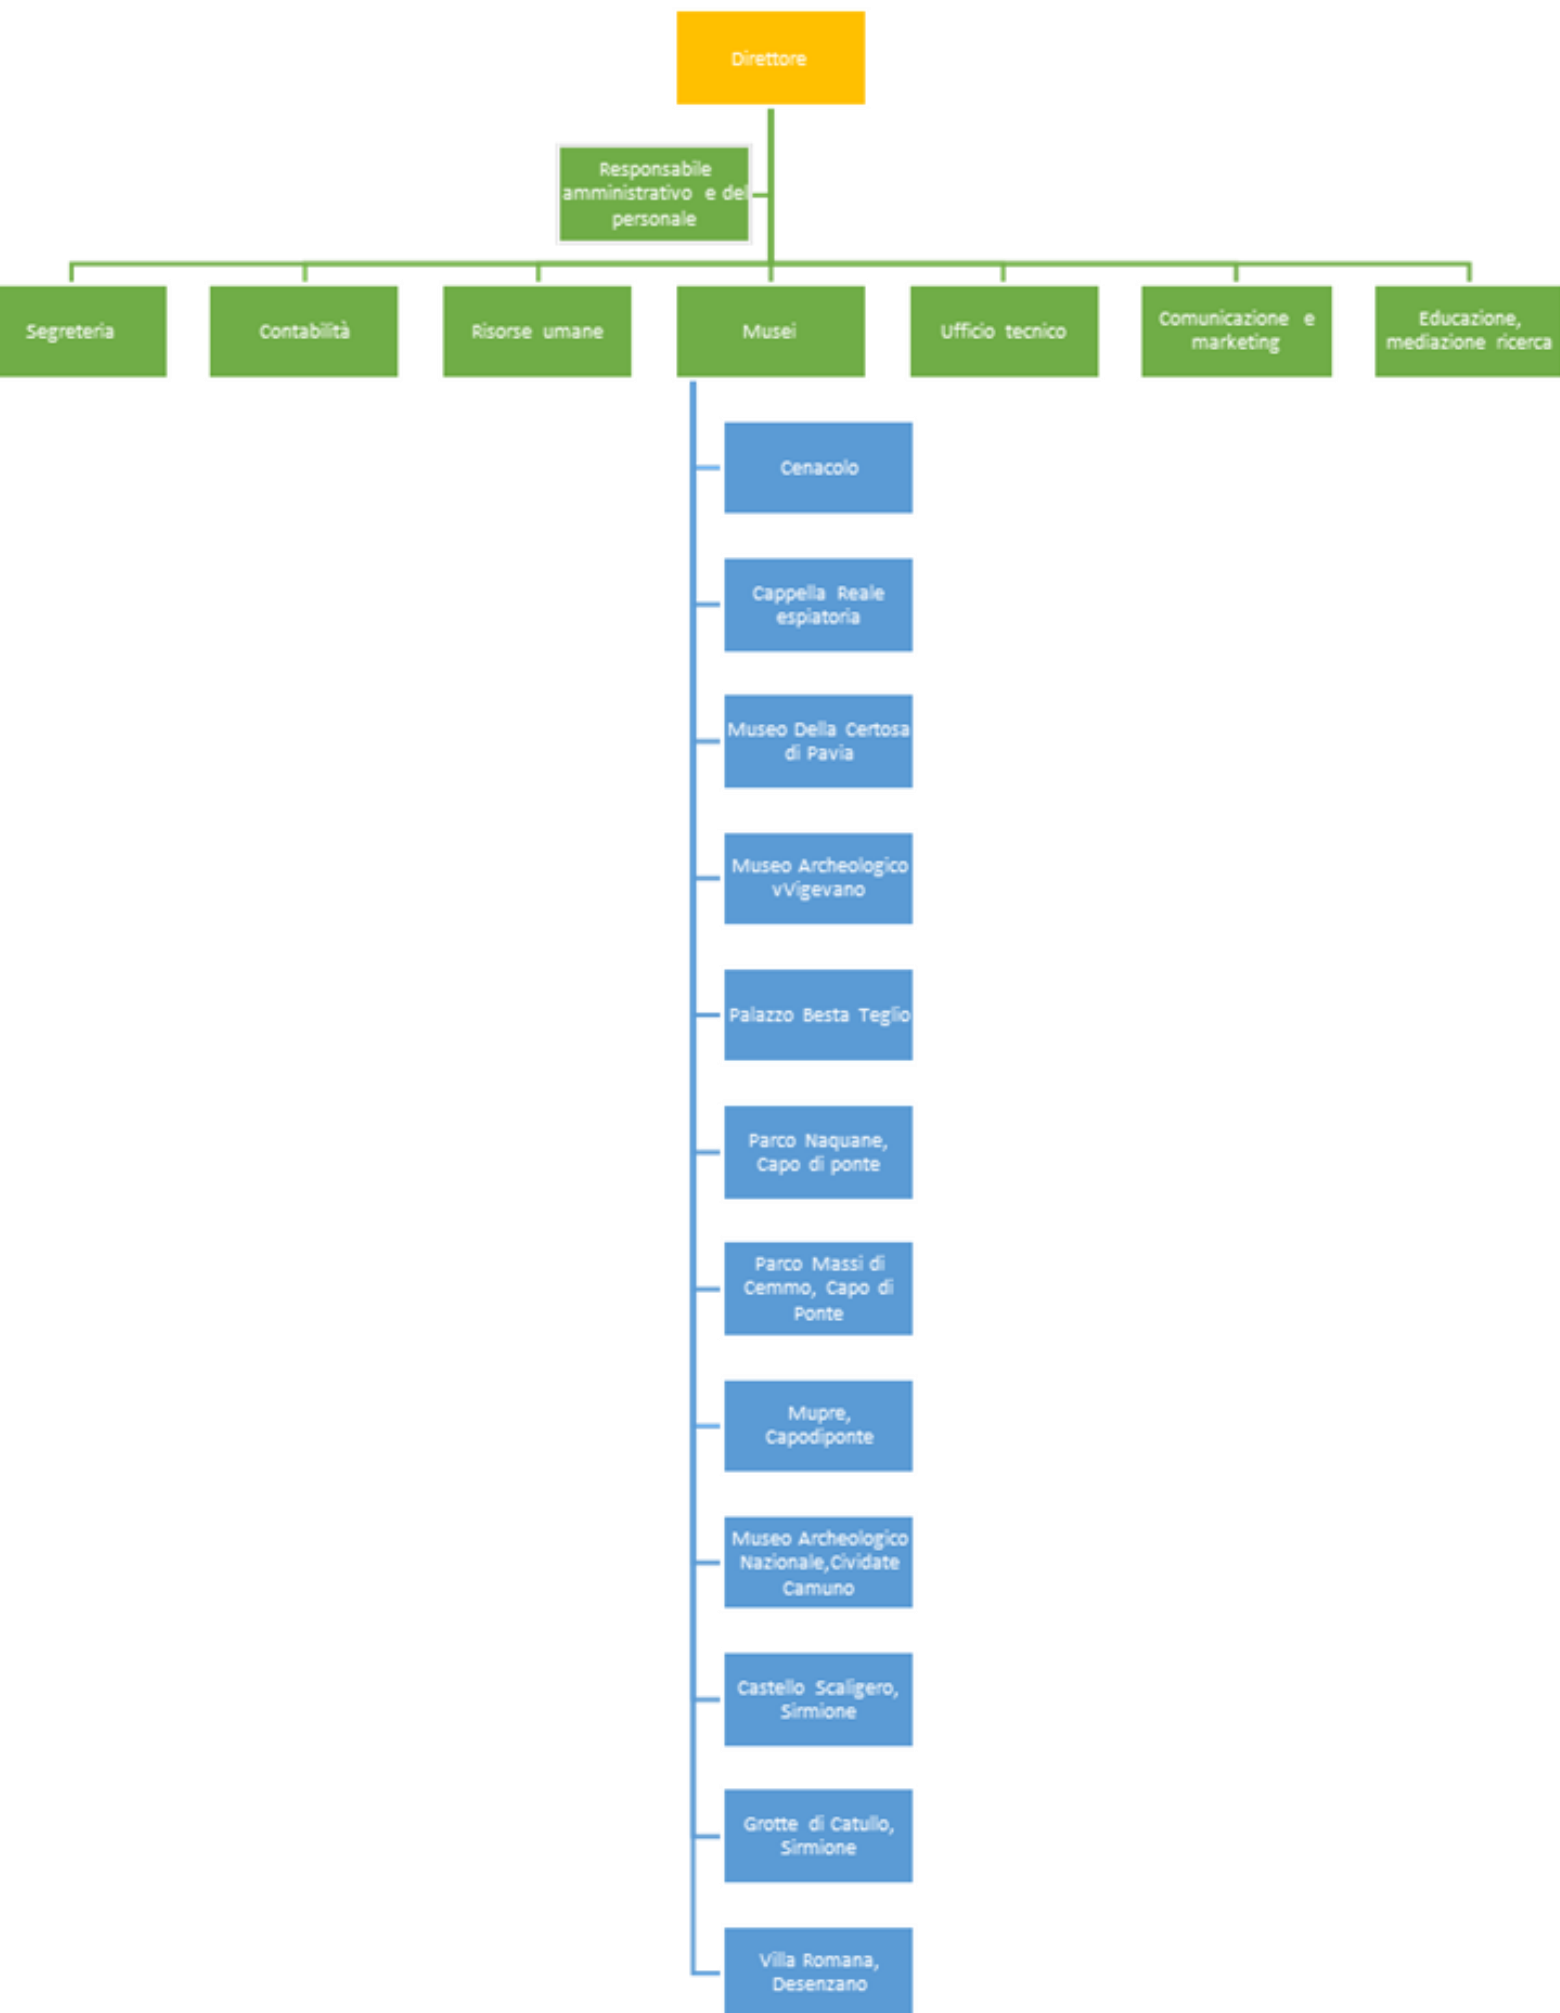 Direttore
Responsabile
amministrativo e del
personale
Segreteria
Contabilità
Risorse umane
Musei
Ufficio tecnico
Comunicazione e
marketing
Educazione,
mediazione ricerca
Cenacolo
Cappella Reale
espiatoria
Museo Della Certosa
di Pavia
Museo Archeologico
vVigevano
Palazzo Besta Teglio
Parco Naquane,
Capo di ponte
Parco Massi di
Cemmo, Capo di
Ponte
Mupre,
Capodiponte
Museo Archeologico
Nazionale,Cividate
Camuno
Castello Scaligero,
Sirmione
Grotte di Catullo,
Sirmione
Villa Romana,
Desenzano